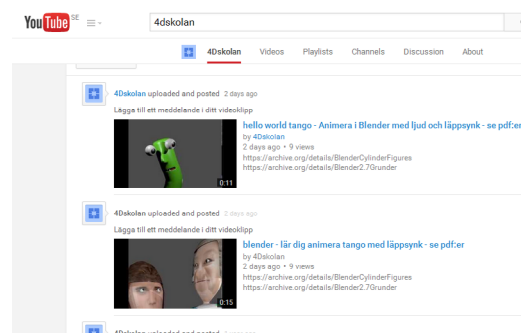 YouTube SE
4dskolan
4Dskolan Videos Playlists Channels Discussion About
4Dskolan uploaded and posted 2 days ago
Lägga till ett meddelande i ditt videoklipp
hello world tango - Animera i Blender med ljud och läppsynk - se pdf:er
by 4Dskolan
2 days ago • 9 views
https://archive.org/details/BlenderCylinderFigures
https://archive.org/details/Blender2.7Grunder
0:11
4Dskolan uploaded and posted 2 days ago
Lägga till ett meddelande i ditt videoklipp
blender - lär dig animera tango med läppsynk - se pdf:er
by 4Dskolan
2 days ago • 9 views
https://archive.org/details/BlenderCylinderFigures
https://archive.org/details/Blender2.7Grunder
0:15
4Dskolan uploaded and posted